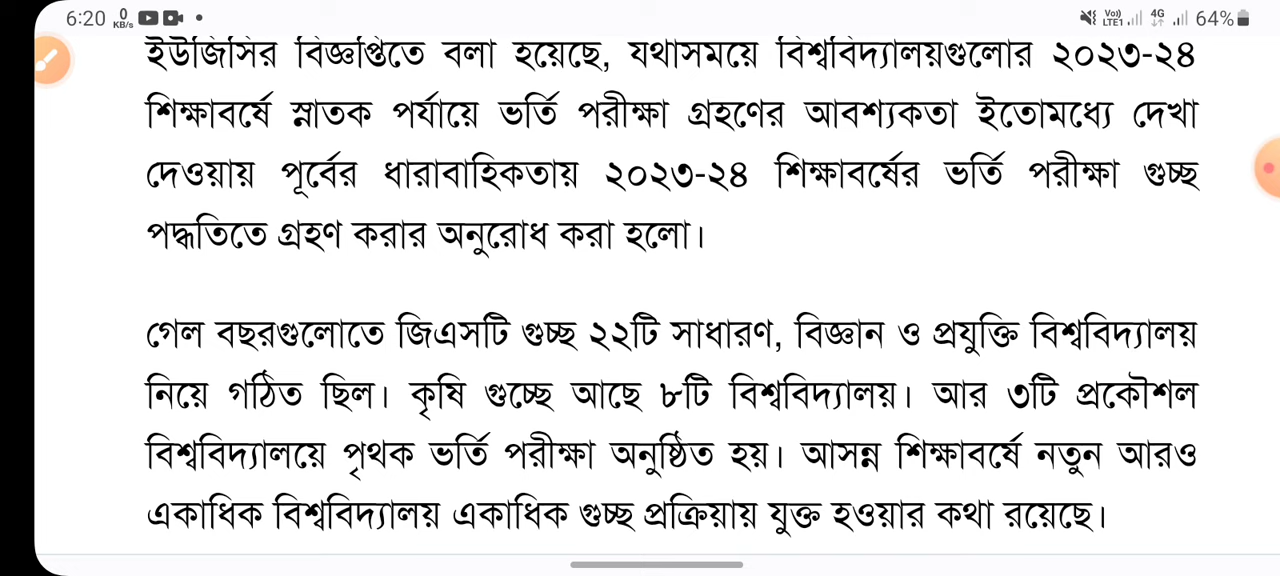 6:20 0 KB/s Vo) LTE1 4G 64%
ইউজিসির বিজ্ঞপ্তিতে বলা হয়েছে, যথাসময়ে বিশ্ববিদ্যালয়গুলোর ২০২৩-২৪
শিক্ষাবর্ষে স্নাতক পর্যায়ে ভর্তি পরীক্ষা গ্রহণের আবশ্যকতা ইতোমধ্যে দেখা
দেওয়ায় পূর্বের ধারাবাহিকতায় ২০২৩-২৪ শিক্ষাবর্ষের ভর্তি পরীক্ষা গুচ্ছ
পদ্ধতিতে গ্রহণ করার অনুরোধ করা হলো।
গেল বছরগুলোতে জিএসটি গুচ্ছ ২২টি সাধারণ, বিজ্ঞান ও প্রযুক্তি বিশ্ববিদ্যালয়
নিয়ে গঠিত ছিল। কৃষি গুচ্ছে আছে ৮টি বিশ্ববিদ্যালয়। আর ৩টি প্রকৌশল
বিশ্ববিদ্যালয়ে পৃথক ভর্তি পরীক্ষা অনুষ্ঠিত হয়। আসন্ন শিক্ষাবর্ষে নতুন আরও
একাধিক বিশ্ববিদ্যালয় একাধিক গুচ্ছ প্রক্রিয়ায় যুক্ত হওয়ার কথা রয়েছে।